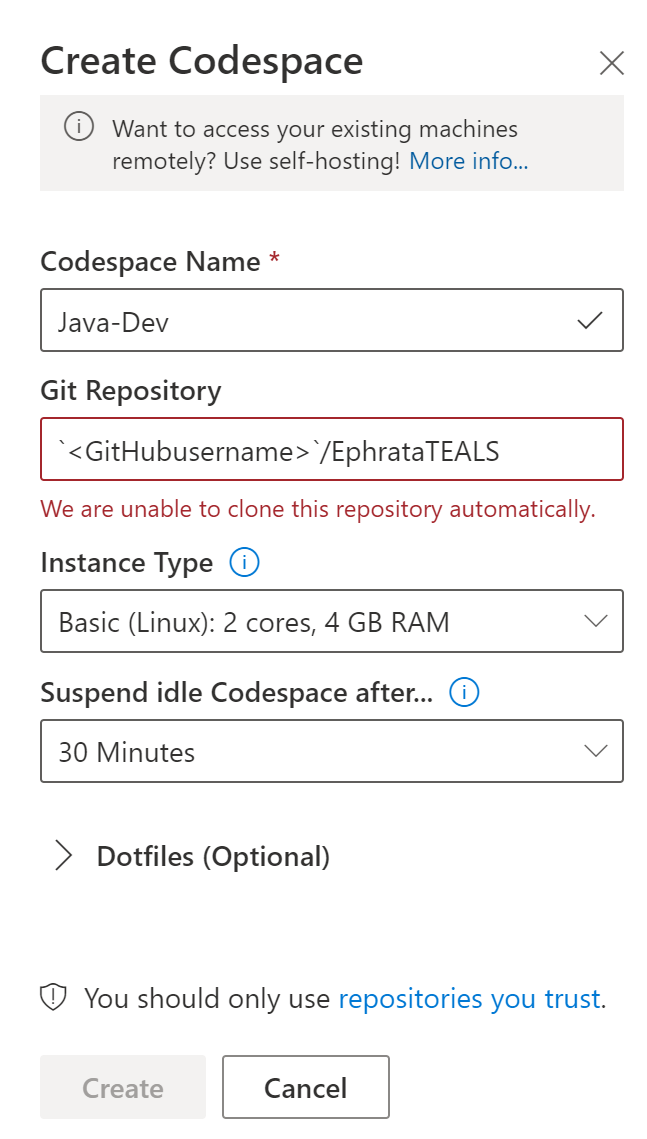 Create Codespace
Want to access your existing machines
remotely? Use self-hosting! More info...
Codespace Name *
Java-Dev
Git Repository
`<GitHubusername>`/EphrataTEALS
We are unable to clone this repository automatically.
Instance Type
Basic (Linux): 2 cores, 4 GB RAM
Suspend idle Codespace after...
30 Minutes
Dotfiles (Optional)
You should only use repositories you trust.
Create Cancel